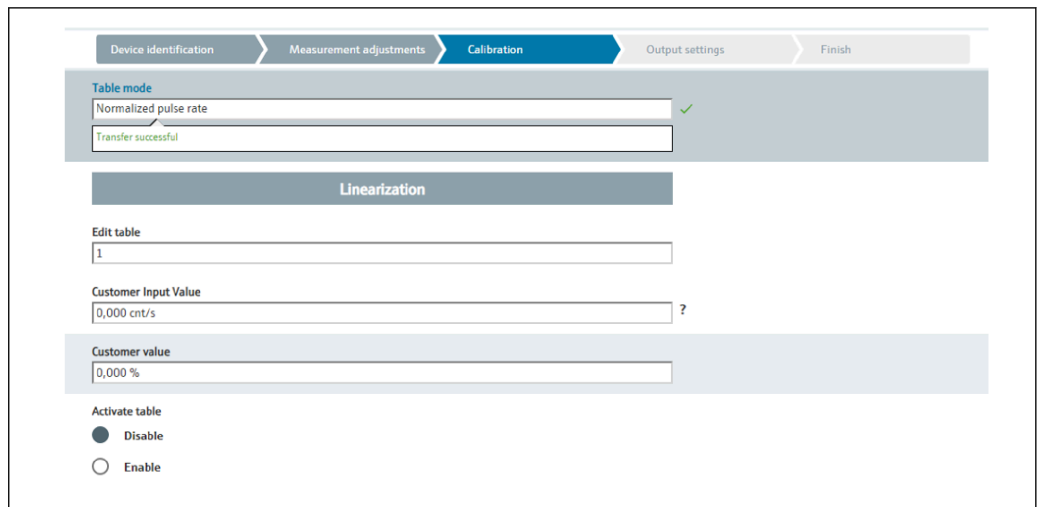 Device identification
Measurement adjustments
Calibration
Output settings
Finish
Table mode
Normalized pulse rate
Transfer successful
Linearization
Edit table
1
Customer Input Value
0,000 cnt/s
?
Customer value
0,000 %
Activate table
Disable
Enable